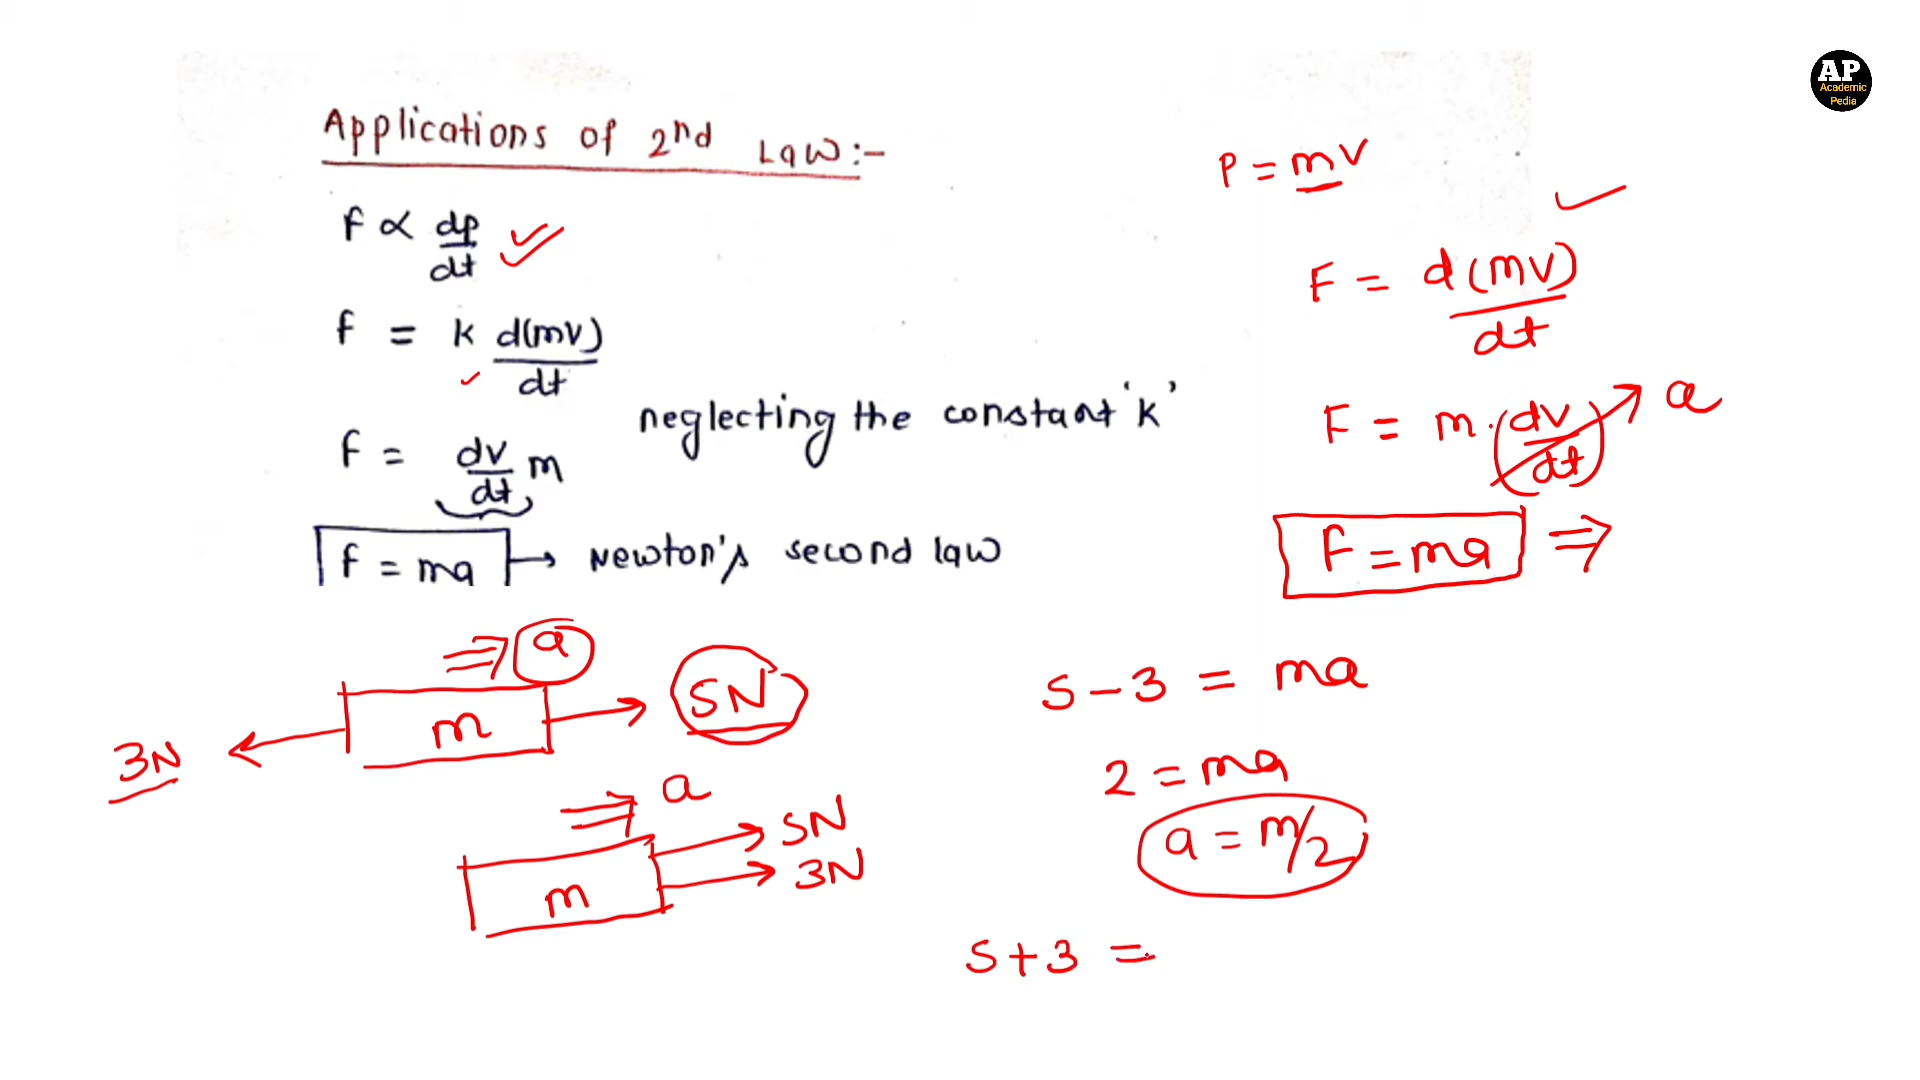 AP
Academic
Pedia
Applications of 2nd Law:-
f ∝ dp/dt
f = k d(mv)/dt
neglecting the constant 'k'
f = dv/dt m
f = ma → Newton's second law
P = mv
F = d(mv)/dt
F = m.(dv/dt) → a
F = ma ⇒
⇒ a
3N ← m → 5N
⇒ a
m → 5N
→ 3N
5-3 = ma
2 = ma
a = m/2
5+3 =